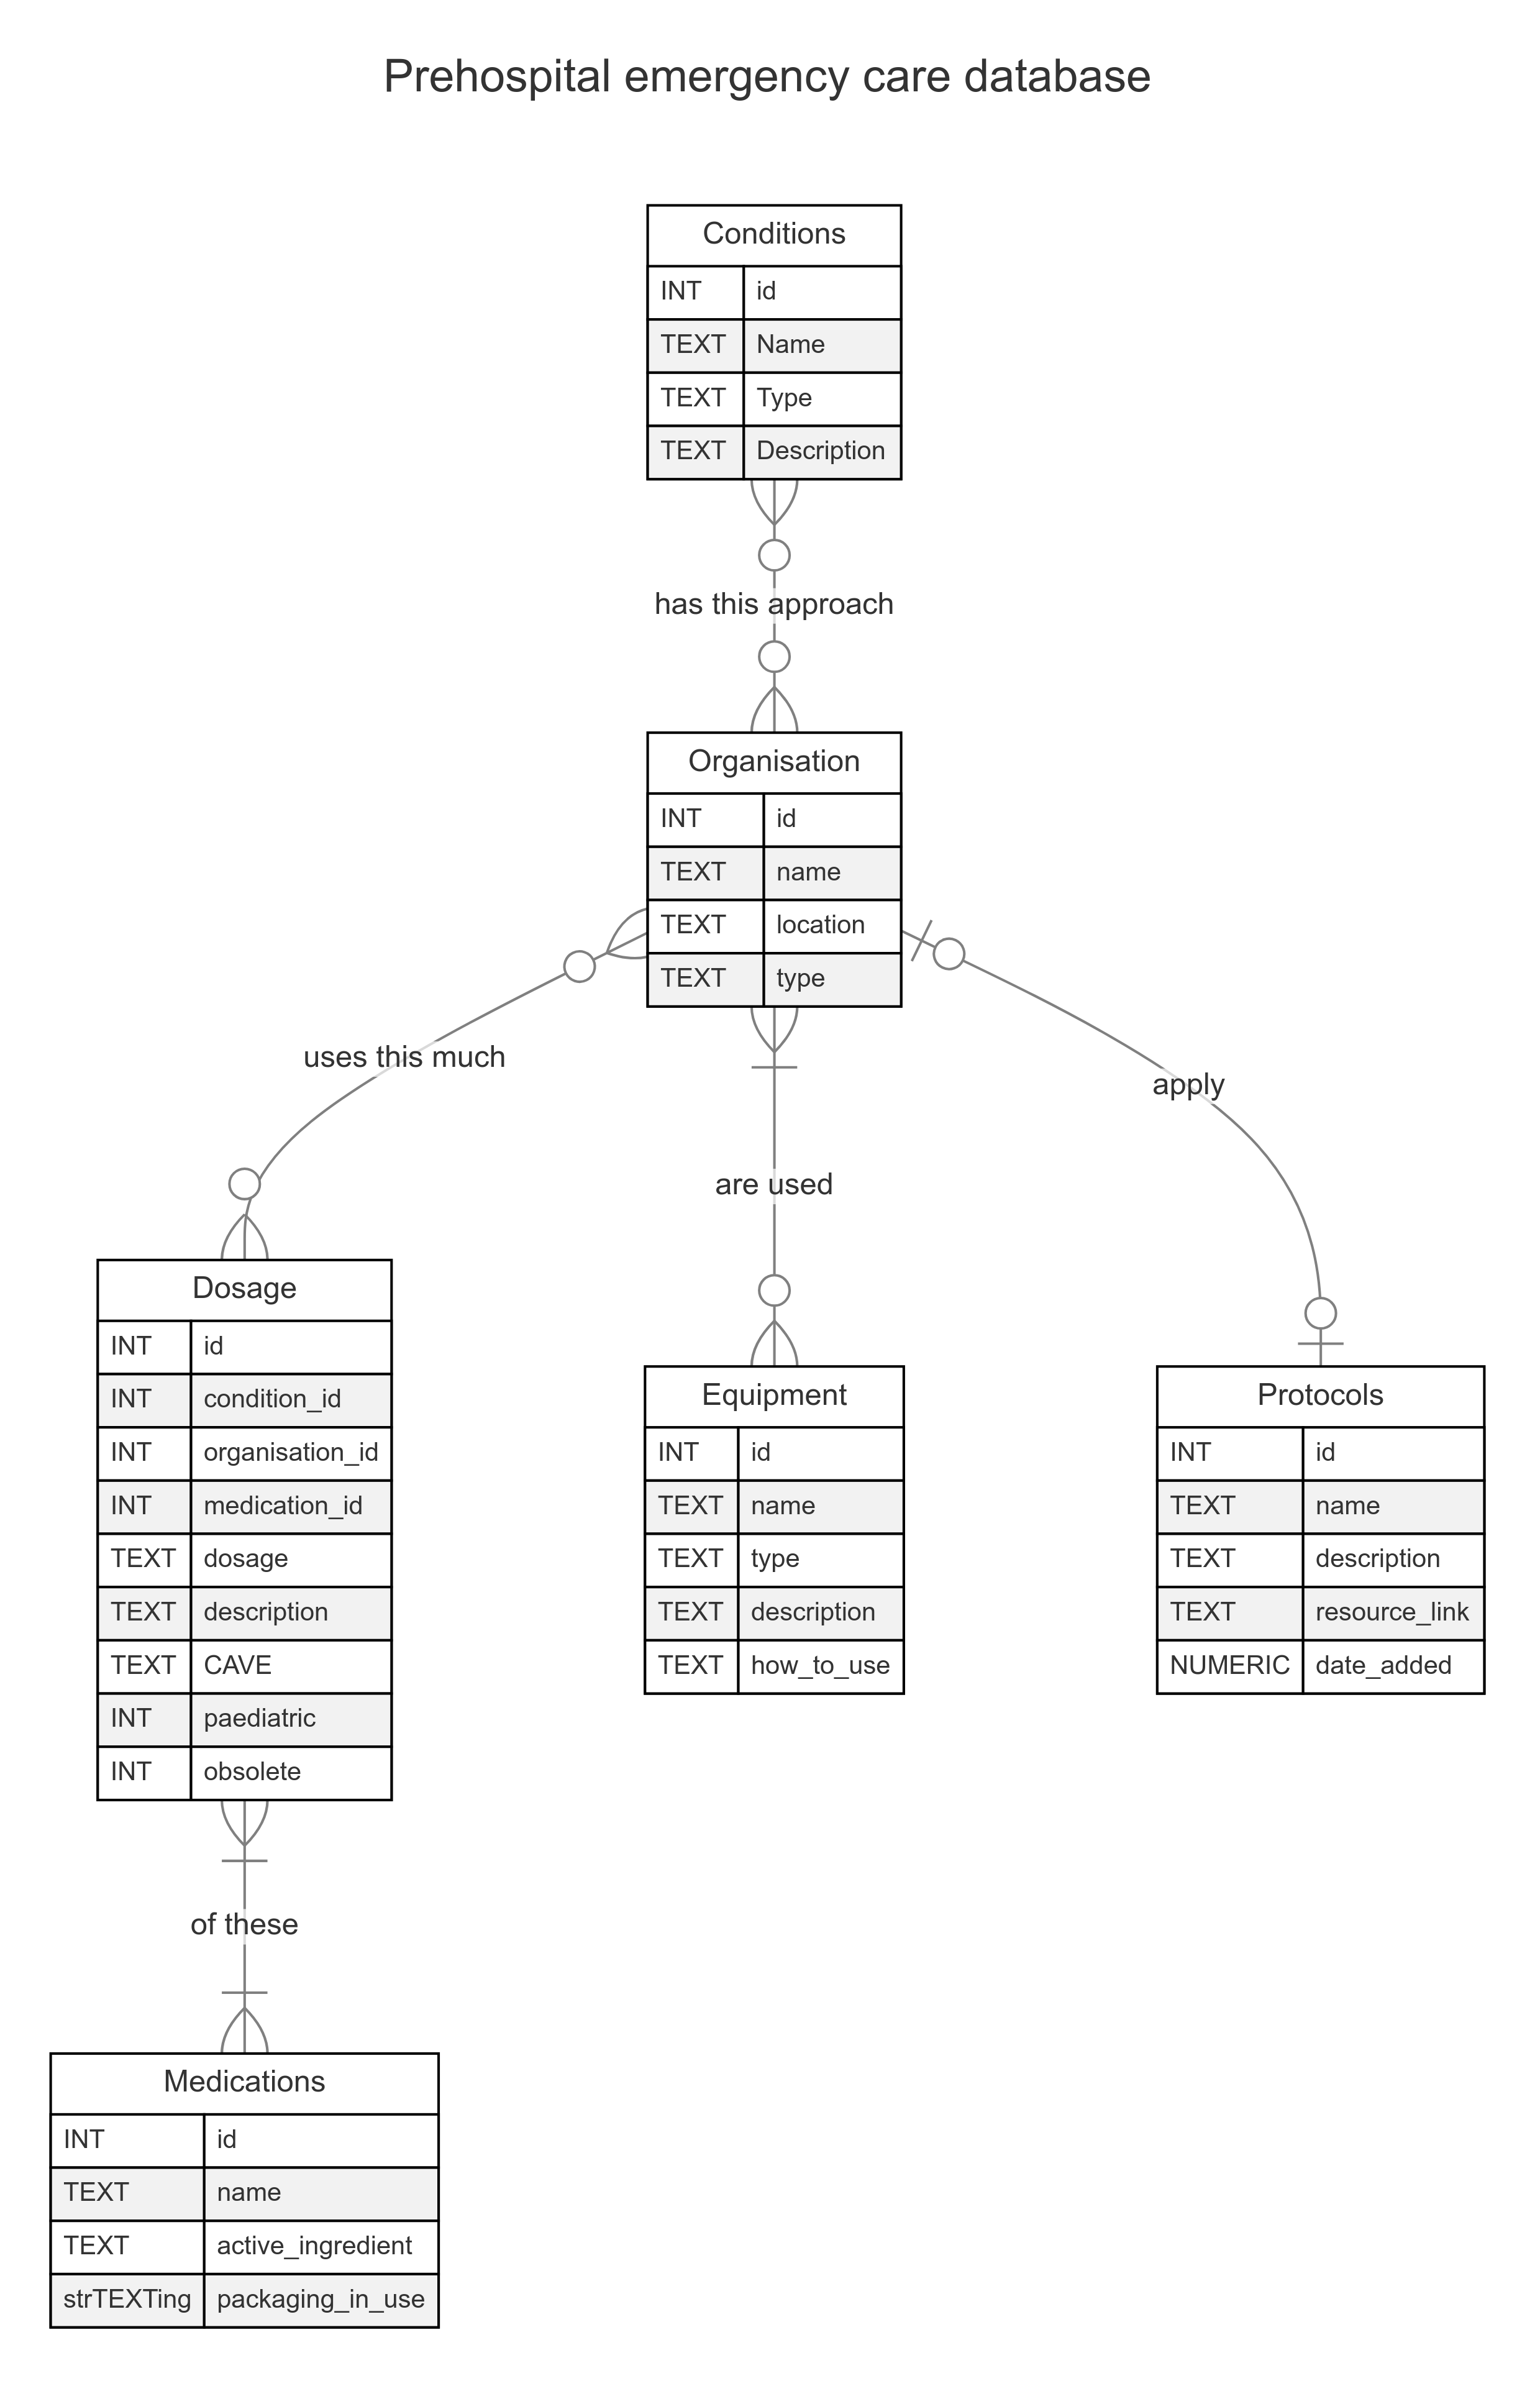 Prehospital emergency care database
Conditions
INT id
TEXT Name
TEXT Type
TEXT Description
has this approach
Organisation
INT id
TEXT name
TEXT location
TEXT type
uses this much
are used
apply
Dosage
INT id
INT condition_id
INT organisation_id
INT medication_id
TEXT dosage
TEXT description
TEXT CAVE
INT paediatric
INT obsolete
Equipment
INT id
TEXT name
TEXT type
TEXT description
TEXT how_to_use
Protocols
INT id
TEXT name
TEXT description
TEXT resource_link
NUMERIC date_added
of these
Medications
INT id
TEXT name
TEXT active_ingredient
strTEXTing packaging_in_use